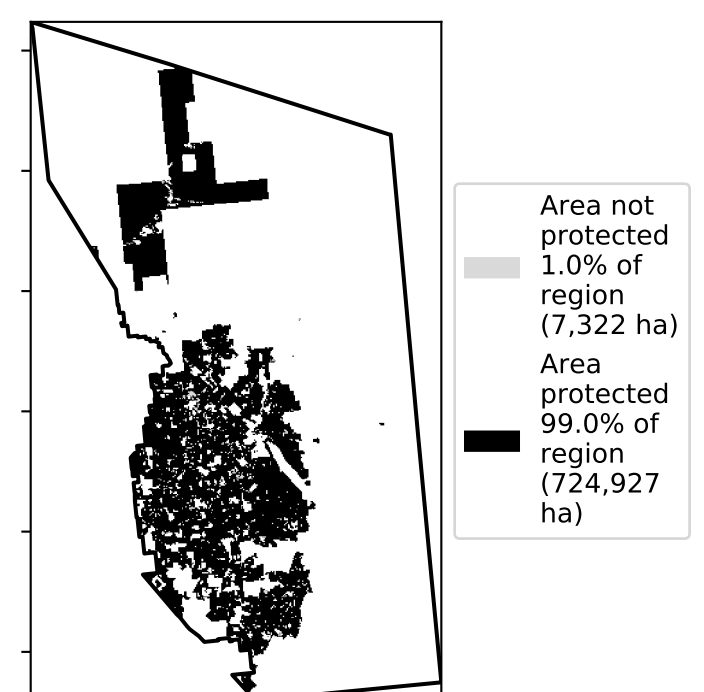 Area not
protected
1.0% of
region
(7,322 ha)
Area
protected
99.0% of
region
(724,927
ha)